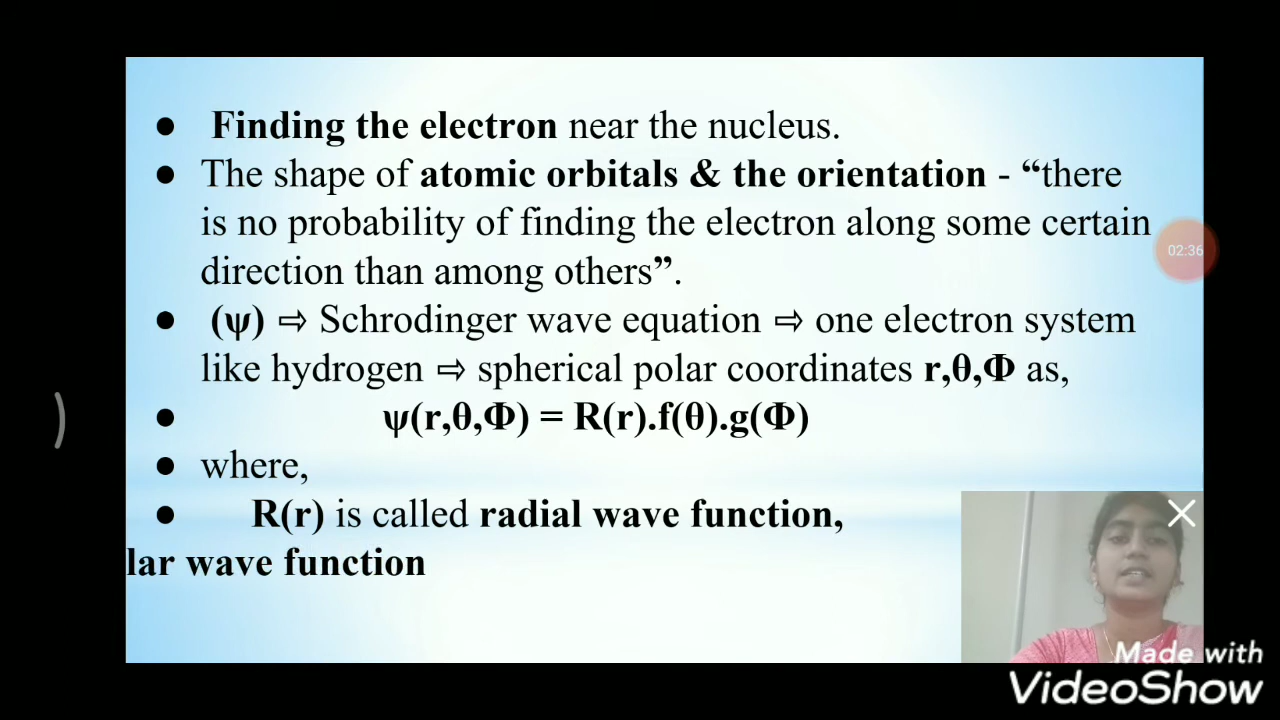 ● Finding the electron near the nucleus.
● The shape of atomic orbitals & the orientation - “there
is no probability of finding the electron along some certain
direction than among others”.
● (ψ) ⇨ Schrodinger wave equation ⇨ one electron system
like hydrogen ⇨ spherical polar coordinates r,θ,Φ as,
● ψ(r,θ,Φ) = R(r).f(θ).g(Φ)
● where,
● R(r) is called radial wave function,
lar wave function
02:36
Made with
VideoShow